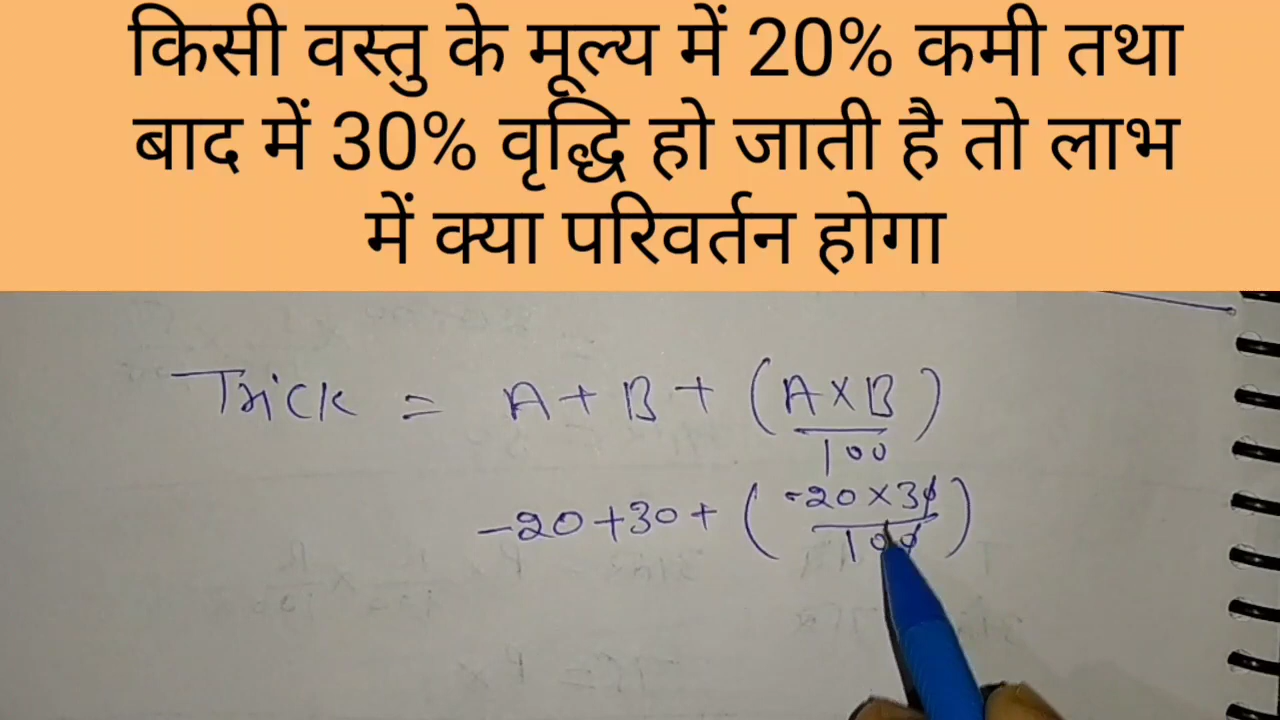 किसी वस्तु के मूल्य में 20% कमी तथा
बाद में 30% वृद्धि हो जाती है तो लाभ
में क्या परिवर्तन होगा
Trick = A + B + (A×B/100)
-20+30+(-20×30/100)